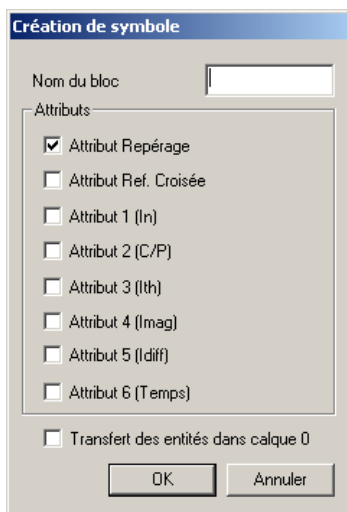 Création de symbole
Nom du bloc
Attributs
Attribut Repérage
Attribut Ref. Croisée
Attribut 1 (In)
Attribut 2 (C/P)
Attribut 3 (Ith)
Attribut 4 (Imag)
Attribut 5 (Idiff)
Attribut 6 (Temps)
Transfert des entités dans calque 0
OK Annuler